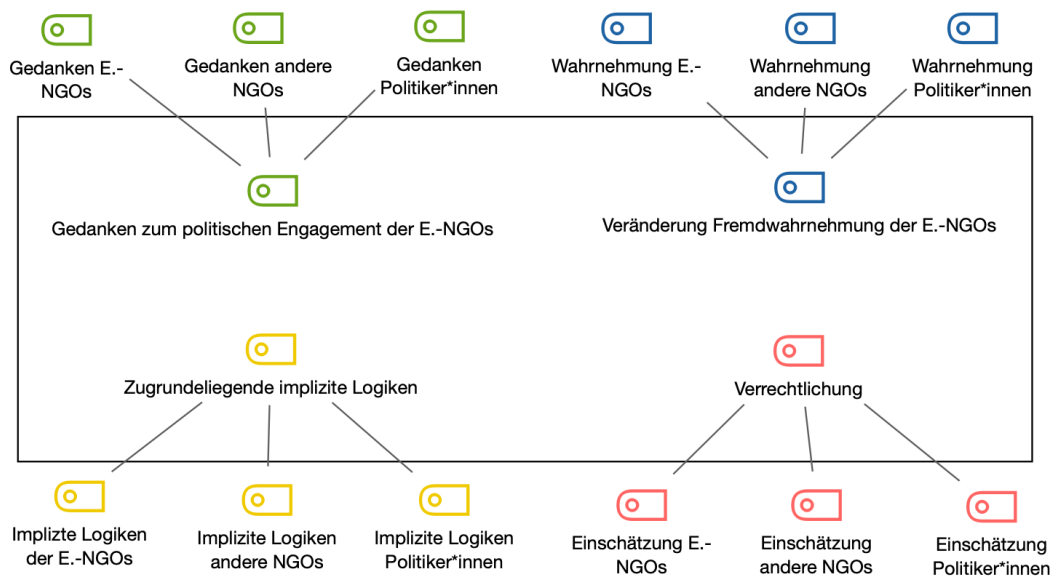 Gedanken E.-
NGOs
Gedanken andere
NGOs
Gedanken
Politiker*innen
Wahrnehmung E.-
NGOs
Wahrnehmung
andere NGOs
Wahrnehmung
Politiker*innen
Gedanken zum politischen Engagement der E.-NGOs
Veränderung Fremdwahrnehmung der E.-NGOs
Zugrundeliegende implizite Logiken
Verrechtlichung
Implizte Logiken
der E.-NGOs
Implizite Logiken
andere NGOs
Implizite Logiken
Politiker*innen
Einschätzung E.-
NGOs
Einschätzung
andere NGOs
Einschätzung
Politiker*innen